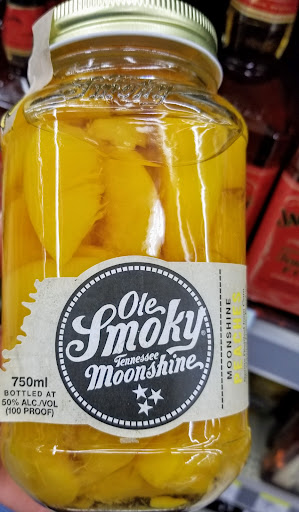 Ole
Smoky
Tennessee
Moonshine
750ml
BOTTLED AT
50% ALC./VOL
(100 PROOF)
MOONSHINE